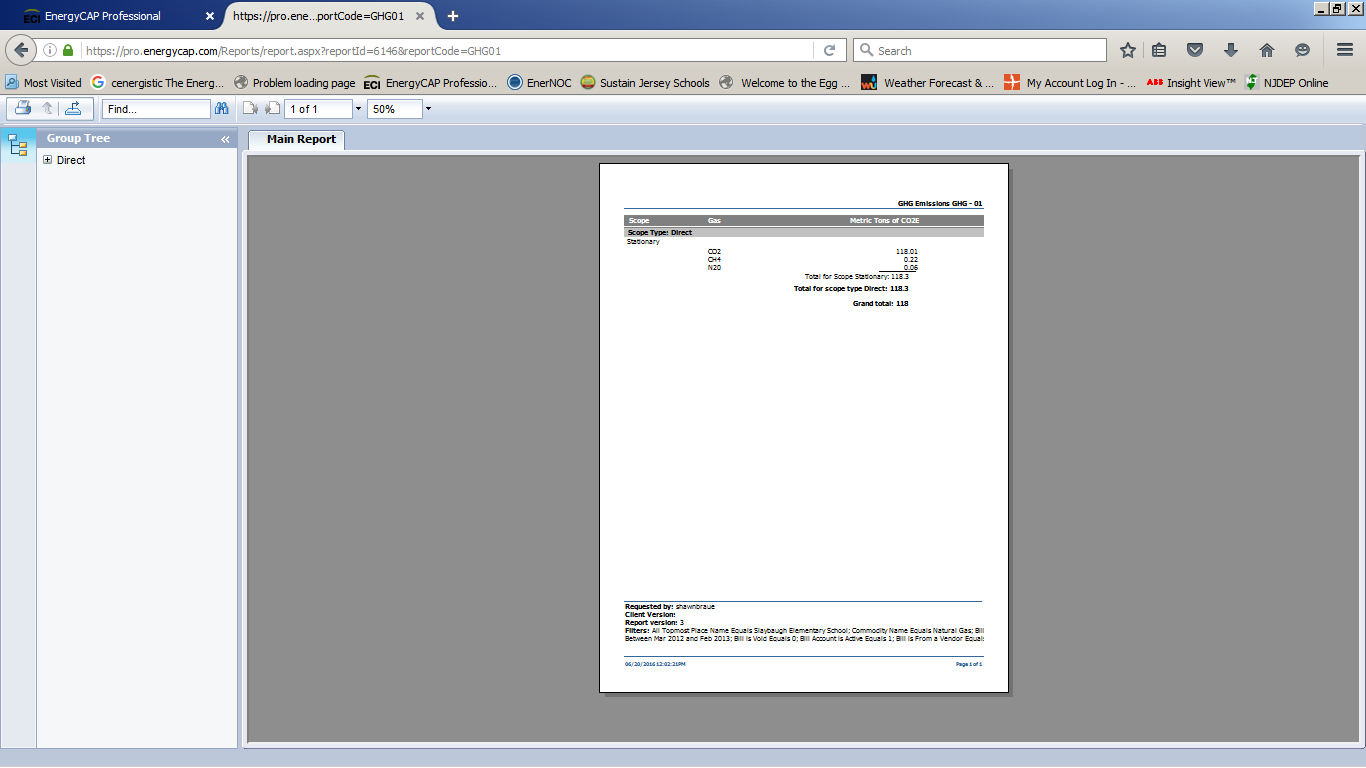 ECI EnergyCAP Professional
https://pro.ene...portCode=GHG01
https://pro.energycap.com/Reports/report.aspx?reportId=6146&reportCode=GHG01
Search
Most Visited
cenergistic The Energ...
Problem loading page
ECI EnergyCAP Professio...
EnerNOC
Sustain Jersey Schools
Welcome to the Egg ...
Weather Forecast & ...
My Account Log In - ...
ABB Insight View™
NJDEP Online
Find...
1 of 1
50%
Group Tree
Direct
Main Report
GHG Emissions GHG - 01
Scope Gas Metric Tons of CO2E
Scope Type: Direct
Stationary
CO2 118.01
CH4 0.22
N20 0.06
Total for Scope Stationary: 118.3
Total for scope type Direct: 118.3
Grand total: 118
Requested by: shawnbraue
Client Version:
Report version: 3
Filters: All Topmost Place Name Equals Slaybaugh Elementary School; Commodity Name Equals Natural Gas; Bill
Between Mar 2012 and Feb 2013; Bill is Void Equals 0; Bill Account is Active Equals 1; Bill is From a Vendor Equals
06/20/2016 12:02:21PM
Page 1 of 1